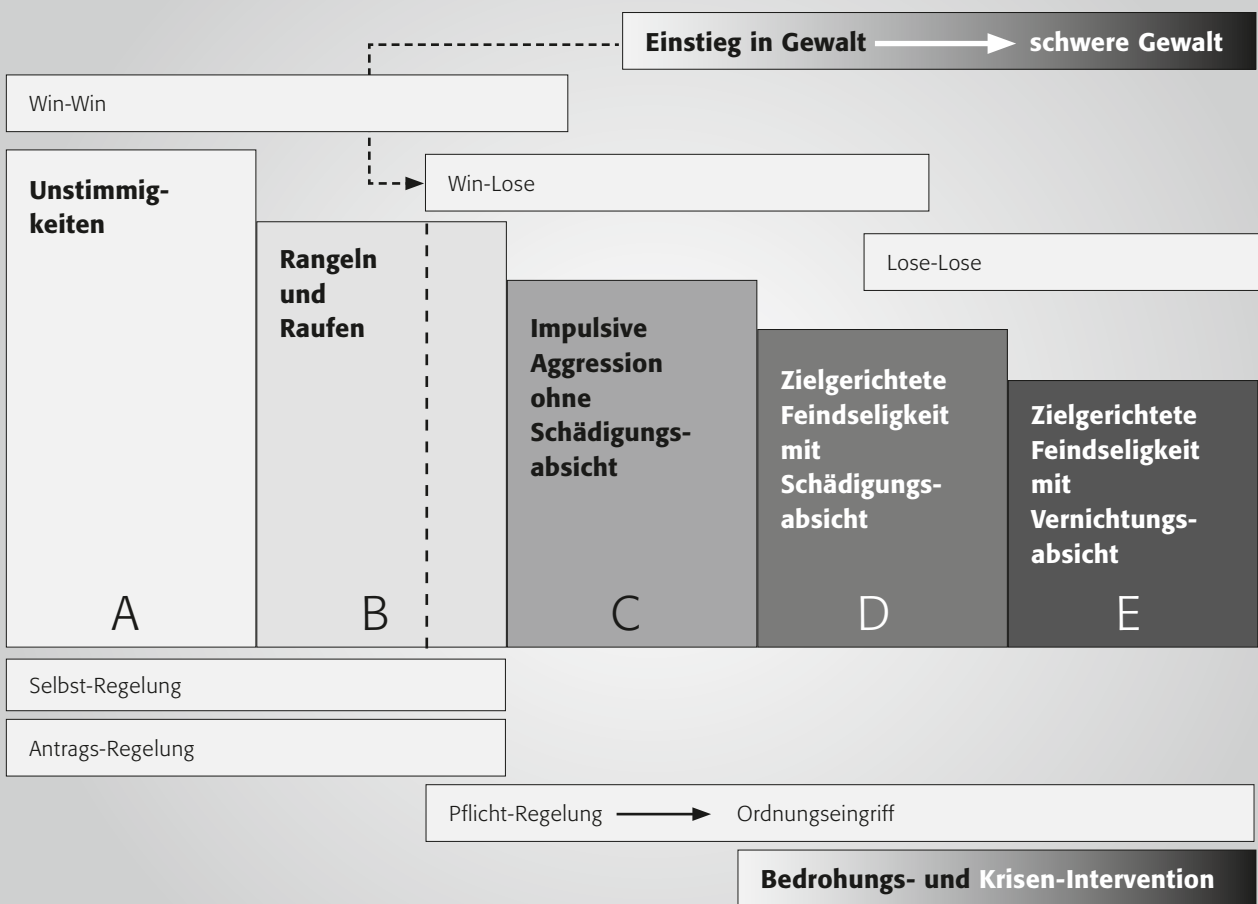 Einstieg in Gewalt schwere Gewalt
Win-Win
Win-Lose
Lose-Lose
Unstimmig-
keiten
A
Rangeln
und
Raufen
B
Impulsive
Aggression
ohne
Schädigungs-
absicht
C
Zielgerichtete
Feindseligkeit
mit
Schädigungs-
absicht
D
Zielgerichtete
Feindseligkeit
mit
Vernichtungs-
absicht
E
Selbst-Regelung
Antrags-Regelung
Pflicht-Regelung Ordnungseingriff
Bedrohungs- und Krisen-Intervention